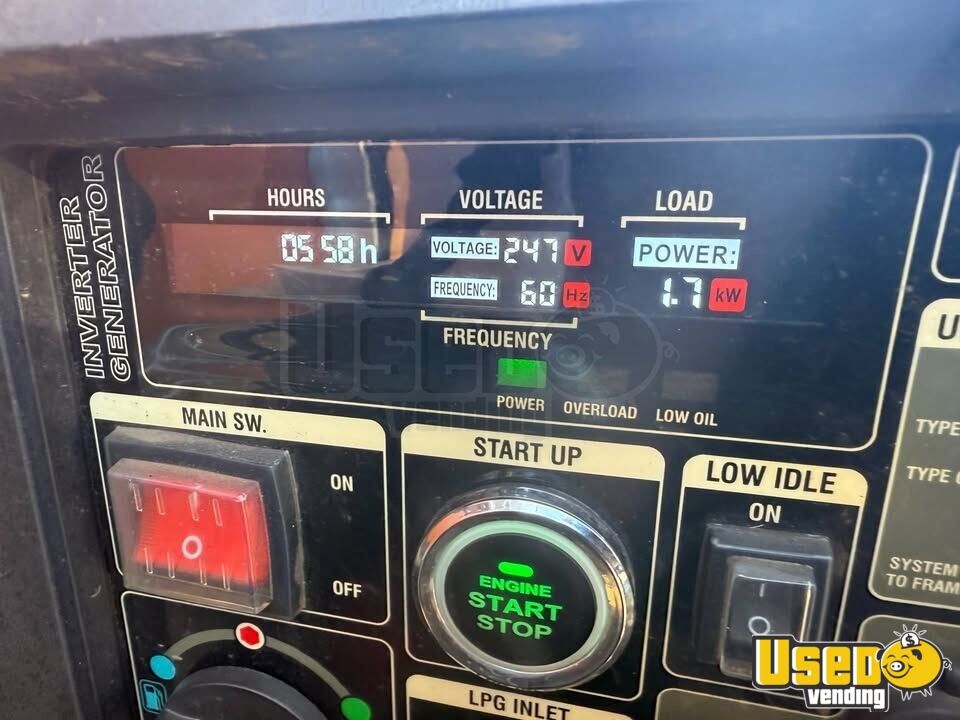 INVERTER
GENERATOR
HOURS
VOLTAGE
LOAD
0558h
VOLTAGE: 247 V
POWER:
FREQUENCY: 60 Hz
1.7 kW
FREQUENCY
POWER OVERLOAD LOW OIL
USED
vending
MAIN SW.
ON
OFF
START UP
ENGINE
START
STOP
LOW IDLE
ON
TYPE
TYPE
SYSTEM
TO FRAM
LPG INLET
USED
vending